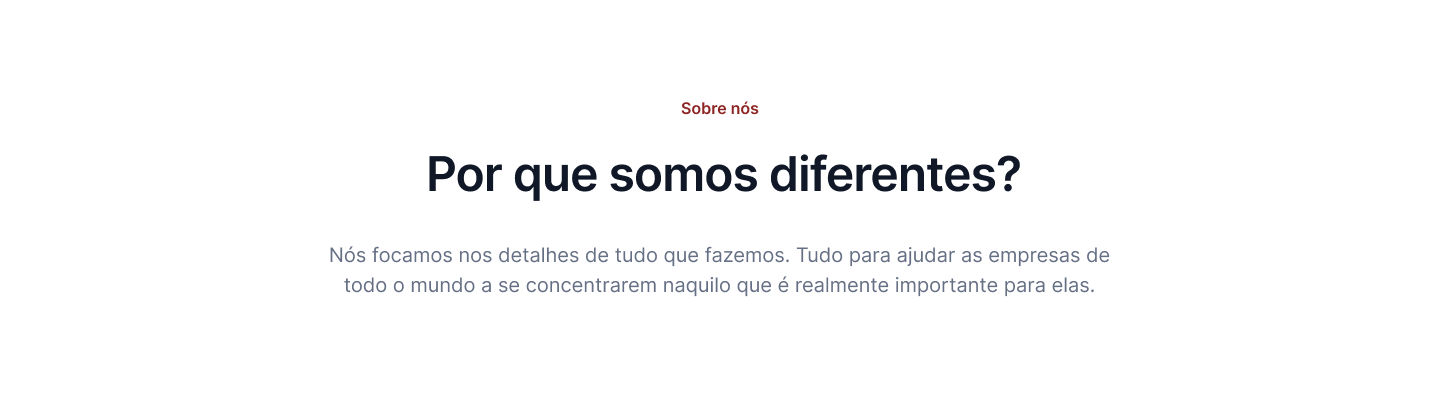 Sobre nós
Por que somos diferentes?
Nós focamos nos detalhes de tudo que fazemos. Tudo para ajudar as empresas de
todo o mundo a se concentrarem naquilo que é realmente importante para elas.